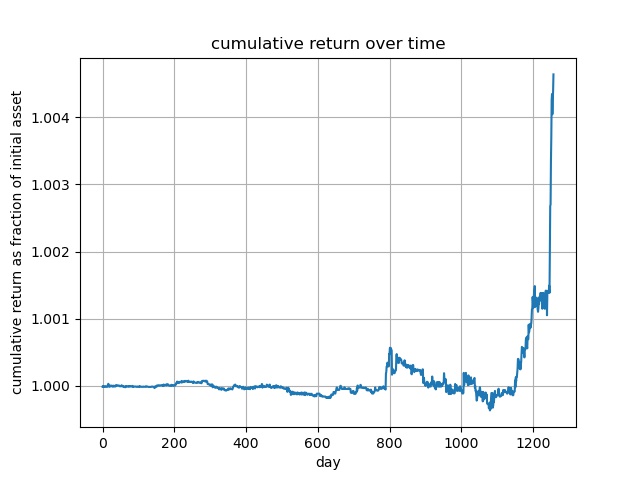 cumulative return over time
cumulative return as fraction of initial asset
1.004
1.003
1.002
1.001
1.000
0 200 400 600 800 1000 1200
day